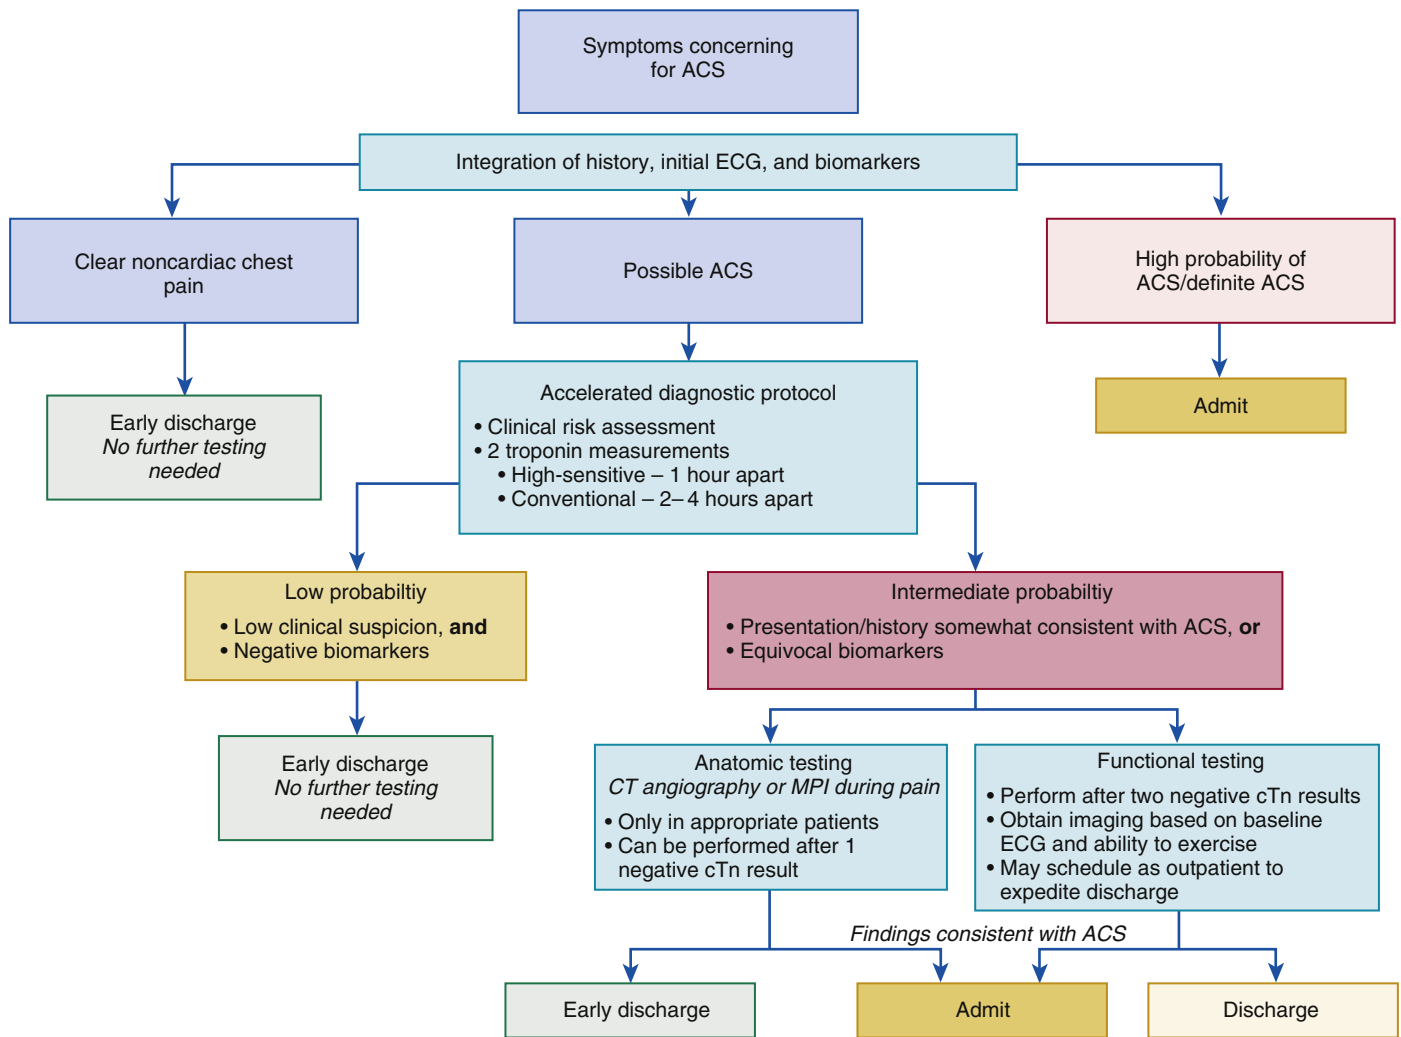 Symptoms concerning
for ACS
Integration of history, initial ECG, and biomarkers
Clear noncardiac chest
pain
Possible ACS
High probability of
ACS/definite ACS
Early discharge
No further testing
needed
Accelerated diagnostic protocol
• Clinical risk assessment
• 2 troponin measurements
• High-sensitive – 1 hour apart
• Conventional – 2– 4 hours apart
Admit
Low probabiltiy
• Low clinical suspicion, and
• Negative biomarkers
Intermediate probabiltiy
• Presentation/history somewhat consistent with ACS, or
• Equivocal biomarkers
Early discharge
No further testing
needed
Anatomic testing
CT angiography or MPI during pain
• Only in appropriate patients
• Can be performed after 1
negative cTn result
Functional testing
• Perform after two negative cTn results
• Obtain imaging based on baseline
ECG and ability to exercise
• May schedule as outpatient to
expedite discharge
Findings consistent with ACS
Early discharge
Admit
Discharge